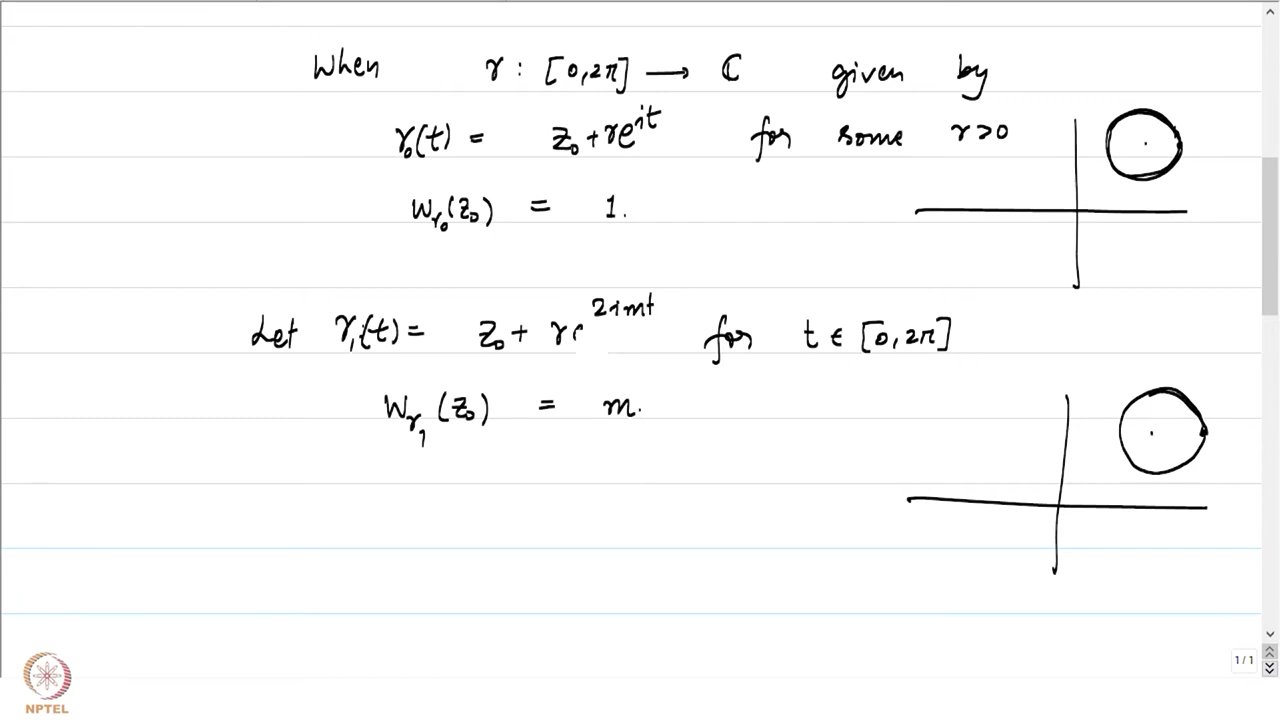 When γ : [0,2π] → ℂ given by
γ₀(t) = z₀ + re^{it} for some r>0
W_{γ₀}(z₀) = 1.
Let γ₁(t) = z₀ + r 2imt for t ∈ [0,2π]
W_{γ₁}(z₀) = m.
1/1
NPTEL